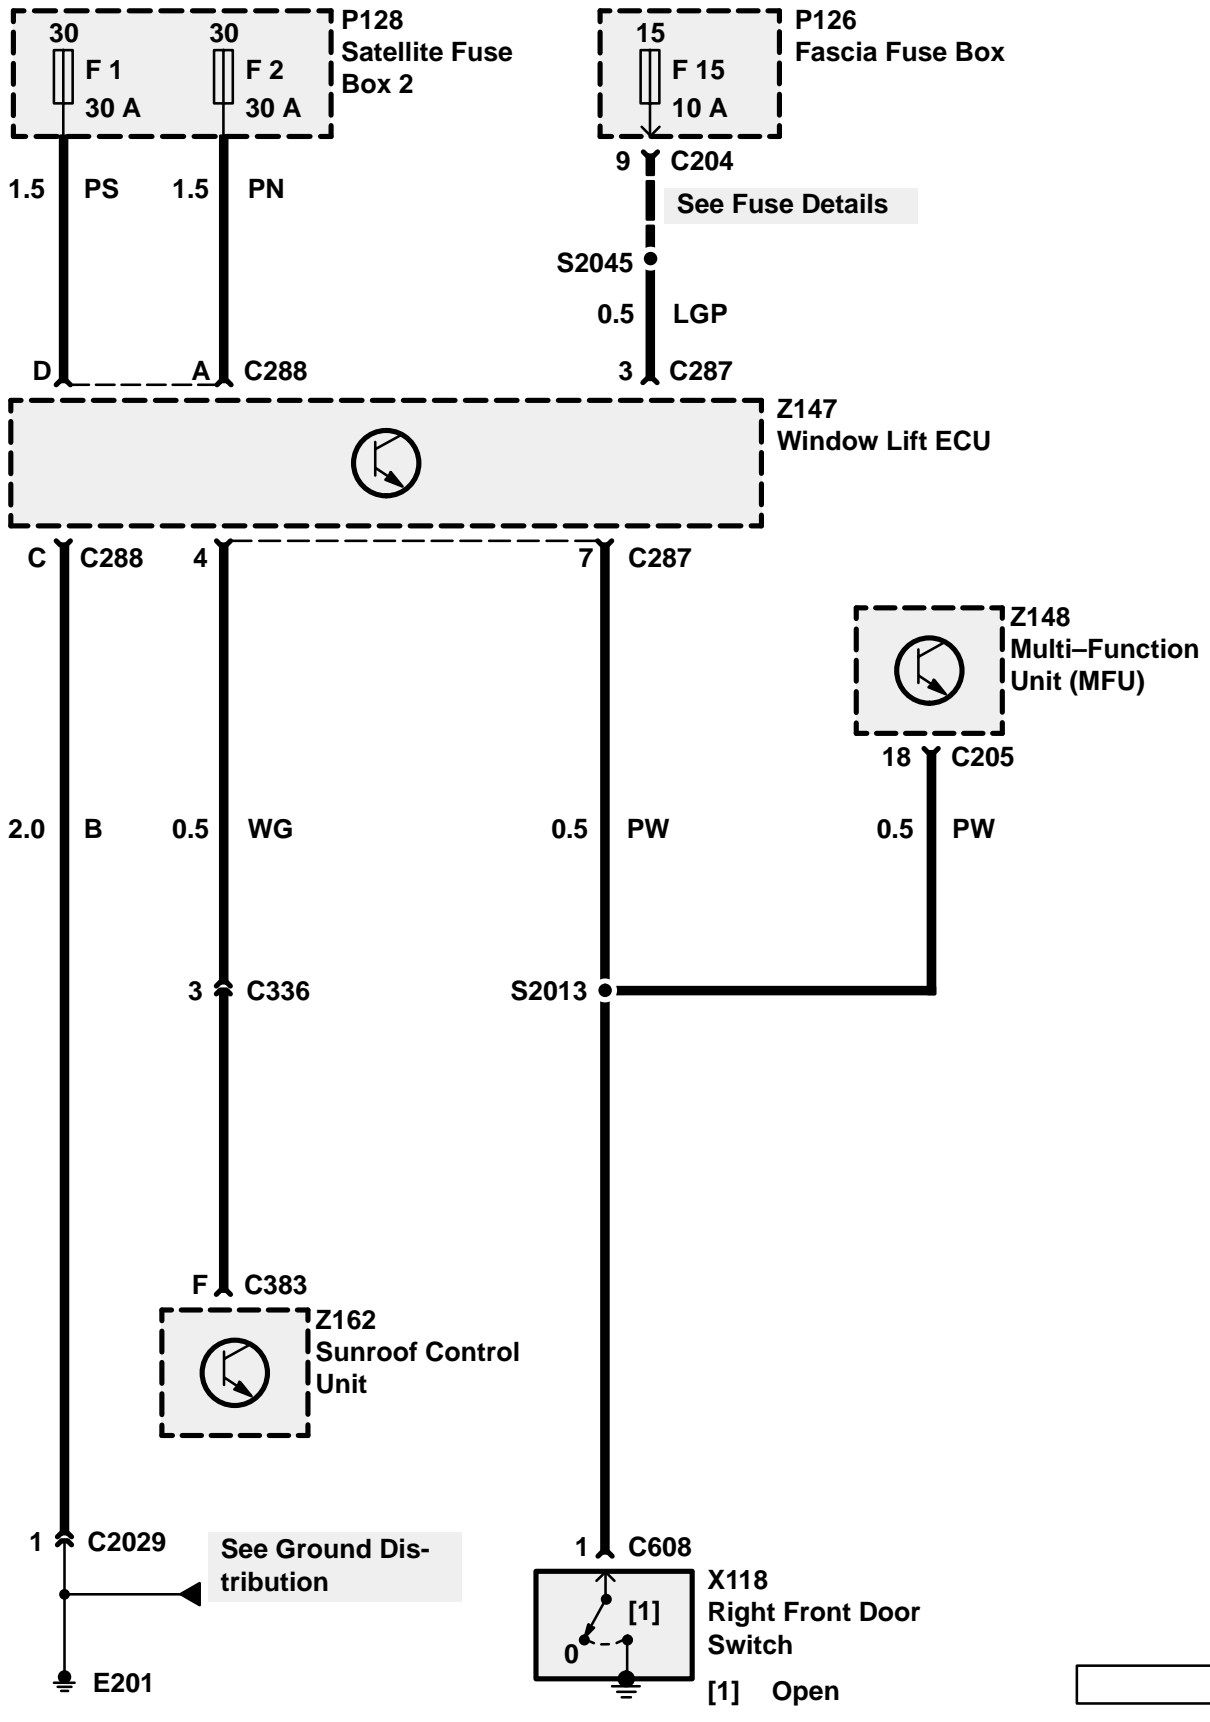 30
F 1
30 A
30
F 2
30 A
P128
Satellite Fuse
Box 2
15
F 15
10 A
P126
Fascia Fuse Box
9 C204
1.5 PS
1.5 PN
See Fuse Details
S2045
0.5 LGP
D
A C288
3 C287
Z147
Window Lift ECU
C C288
4
7 C287
Z148
Multi–Function
Unit (MFU)
18 C205
2.0 B
0.5 WG
0.5 PW
0.5 PW
3 C336
S2013
F C383
Z162
Sunroof Control
Unit
1 C2029
See Ground Dis-
tribution
E201
1 C608
[1]
0
X118
Right Front Door
Switch
[1] Open